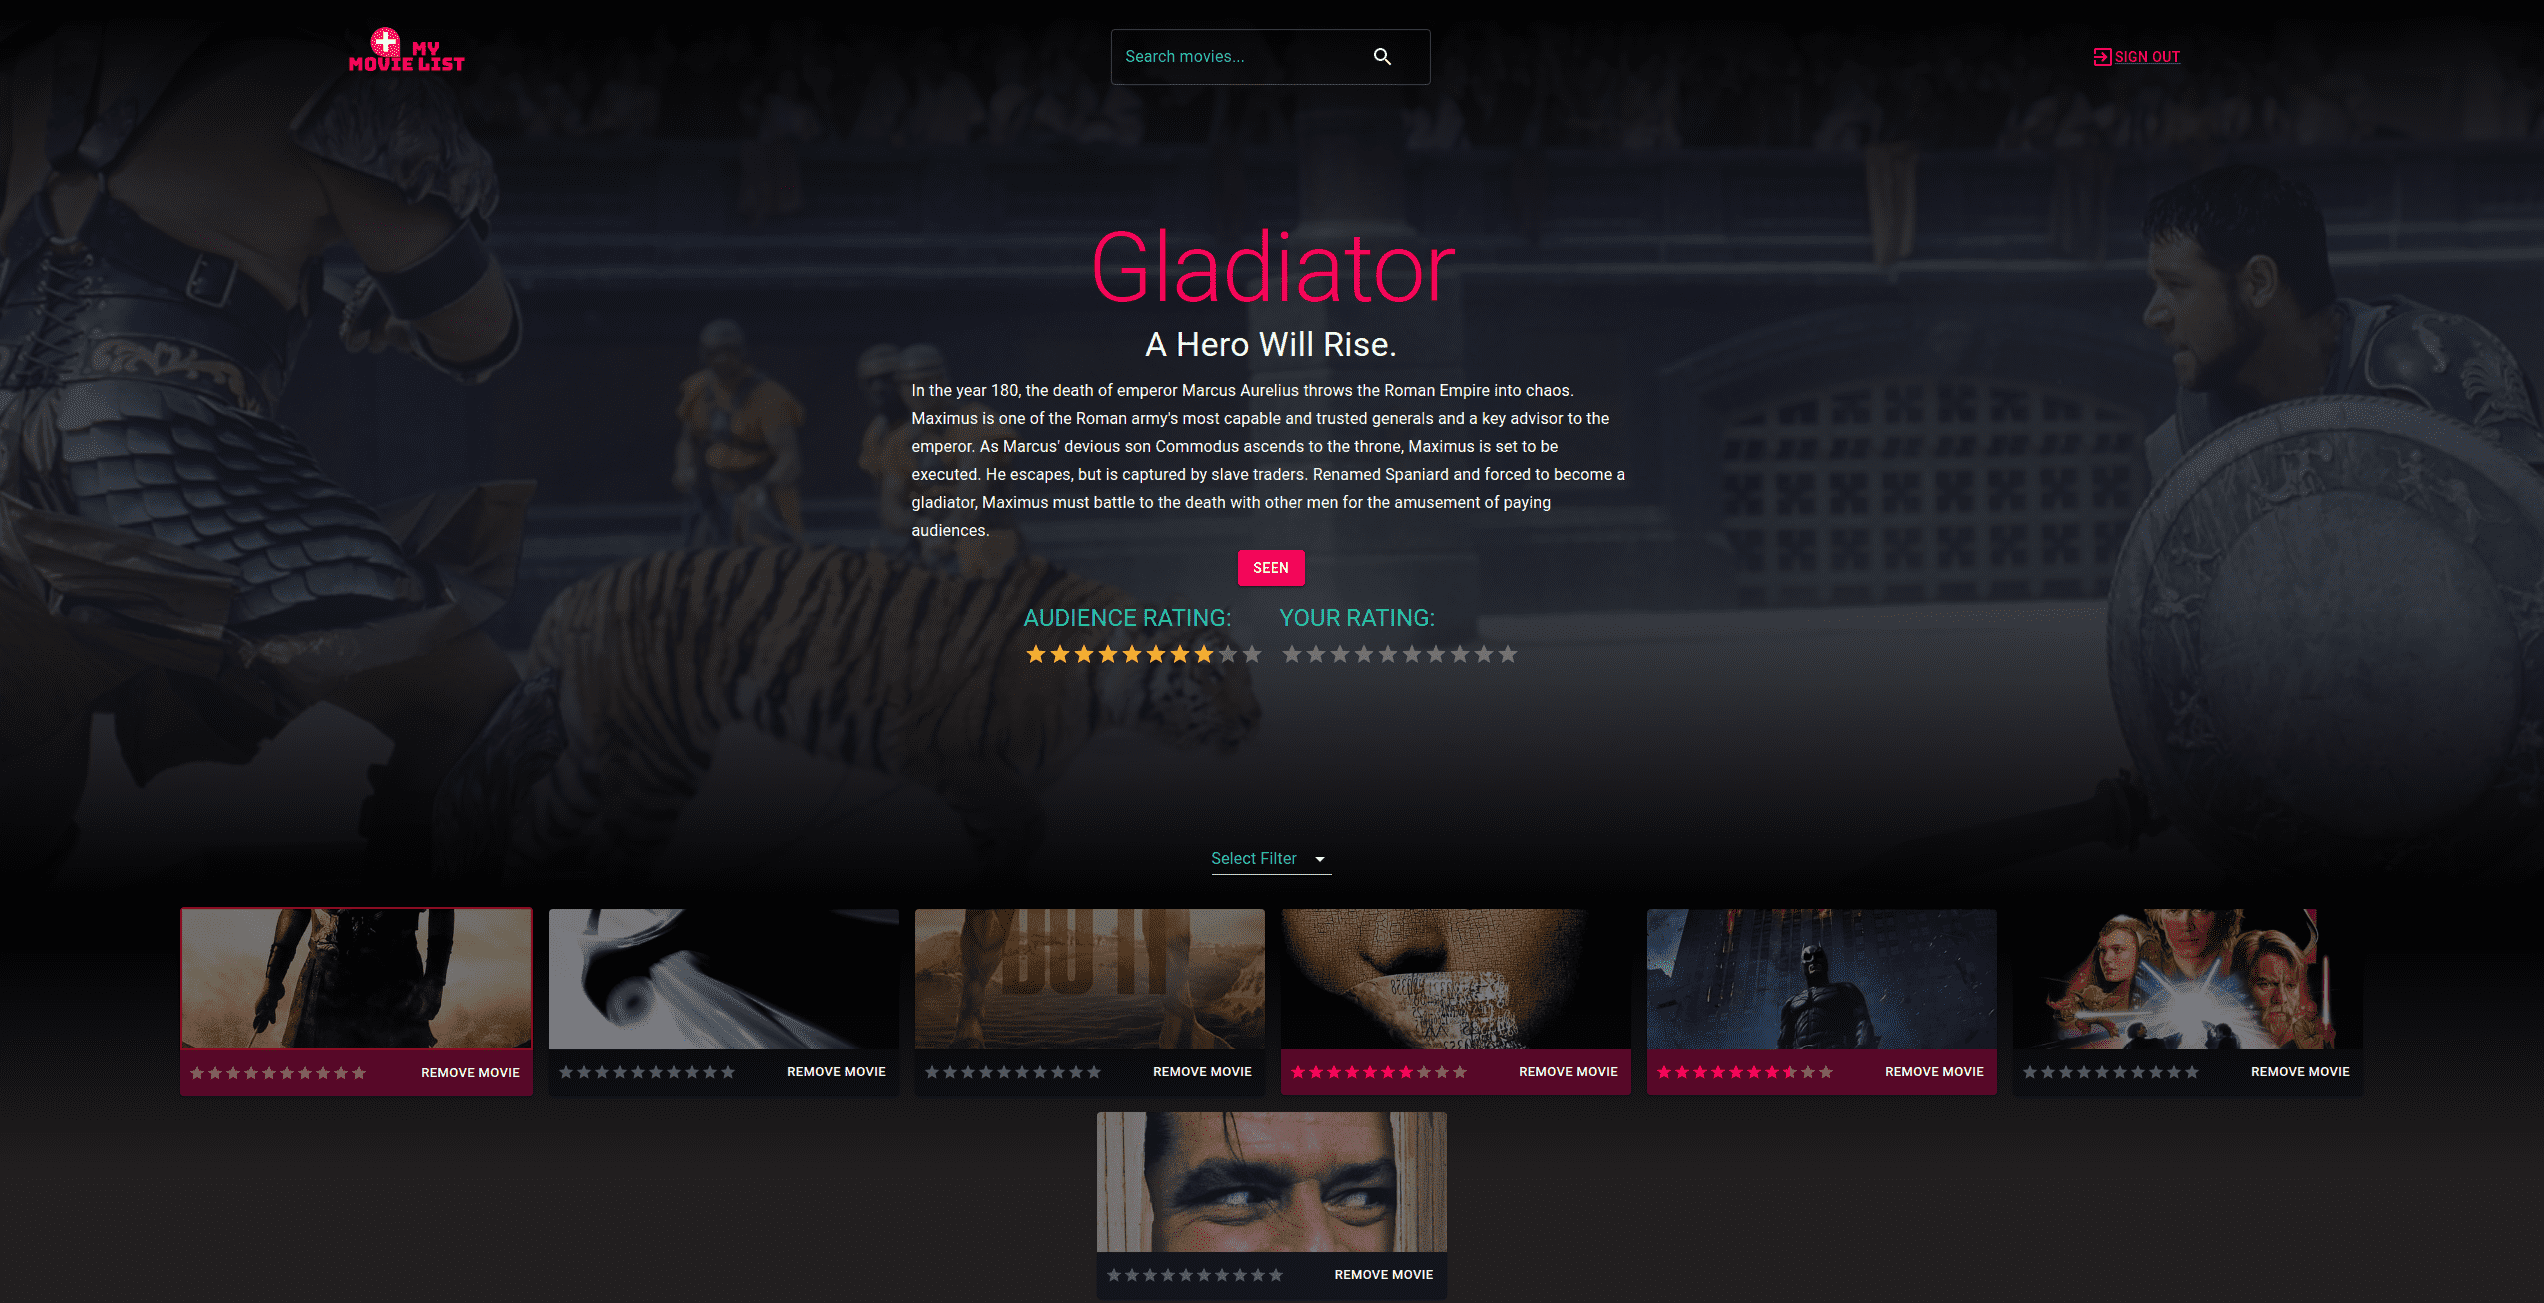 MY
MOVIE LIST
Search movies...
SIGN OUT
Gladiator
A Hero Will Rise.
In the year 180, the death of emperor Marcus Aurelius throws the Roman Empire into chaos.
Maximus is one of the Roman army's most capable and trusted generals and a key advisor to the
emperor. As Marcus' devious son Commodus ascends to the throne, Maximus is set to be
executed. He escapes, but is captured by slave traders. Renamed Spaniard and forced to become a
gladiator, Maximus must battle to the death with other men for the amusement of paying
audiences.
SEEN
AUDIENCE RATING:
YOUR RATING:
Select Filter
REMOVE MOVIE
REMOVE MOVIE
REMOVE MOVIE
REMOVE MOVIE
REMOVE MOVIE
REMOVE MOVIE
REMOVE MOVIE